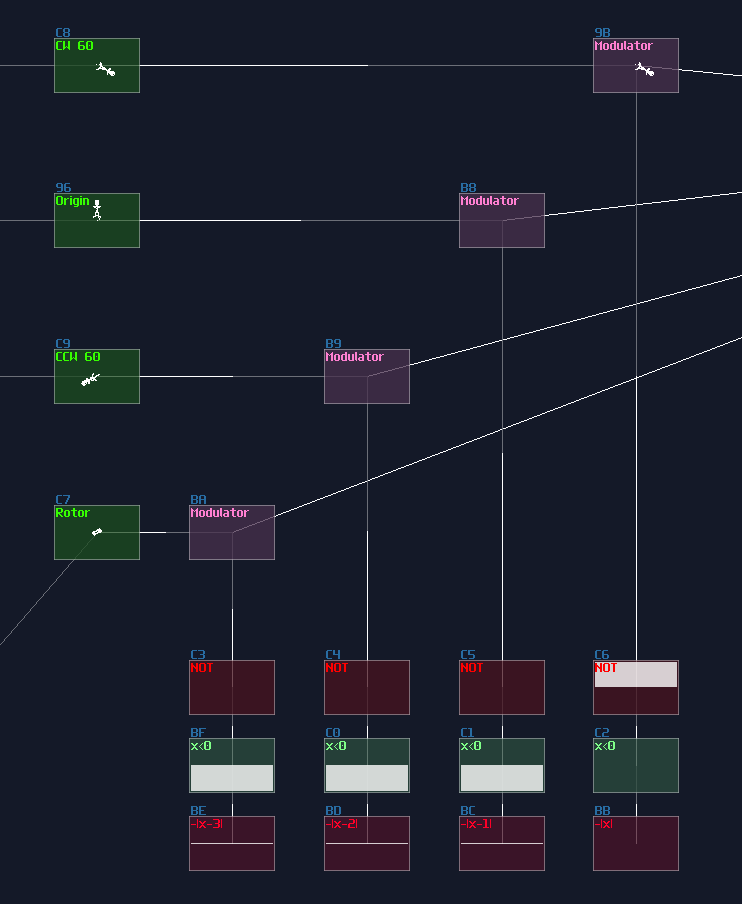 C8
CW 60
9B
Modulator
96
Origin
B8
Modulator
C9
CCW 60
B9
Modulator
C7
Rotor
BA
Modulator
C3
NOT
C4
NOT
C5
NOT
C6
NOT
BF
x<0
C0
x<0
C1
x<0
C2
x<0
BE
-|x-3|
BD
-|x-2|
BC
-|x-1|
BB
-|x|